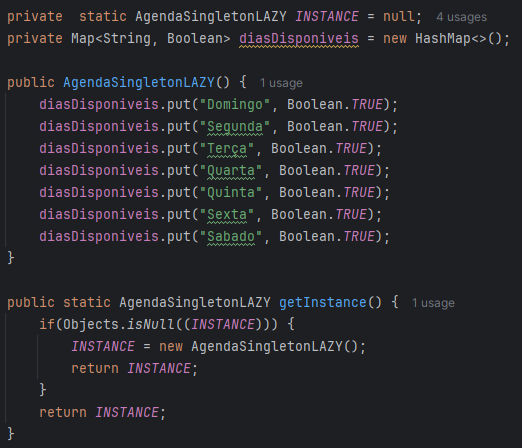 private  static AgendaSingletonLAZY INSTANCE = null;  4 usages
private Map<String, Boolean> diasDisponiveis = new HashMap<>();
public AgendaSingletonLAZY() {  1 usage
diasDisponiveis.put("Domingo", Boolean.TRUE);
diasDisponiveis.put("Segunda", Boolean.TRUE);
diasDisponiveis.put("Terça", Boolean.TRUE);
diasDisponiveis.put("Quarta", Boolean.TRUE);
diasDisponiveis.put("Quinta", Boolean.TRUE);
diasDisponiveis.put("Sexta", Boolean.TRUE);
diasDisponiveis.put("Sabado", Boolean.TRUE);
}
public static AgendaSingletonLAZY getInstance() {  1 usage
if(Objects.isNull((INSTANCE))) {
INSTANCE = new AgendaSingletonLAZY();
return INSTANCE;
}
return INSTANCE;
}